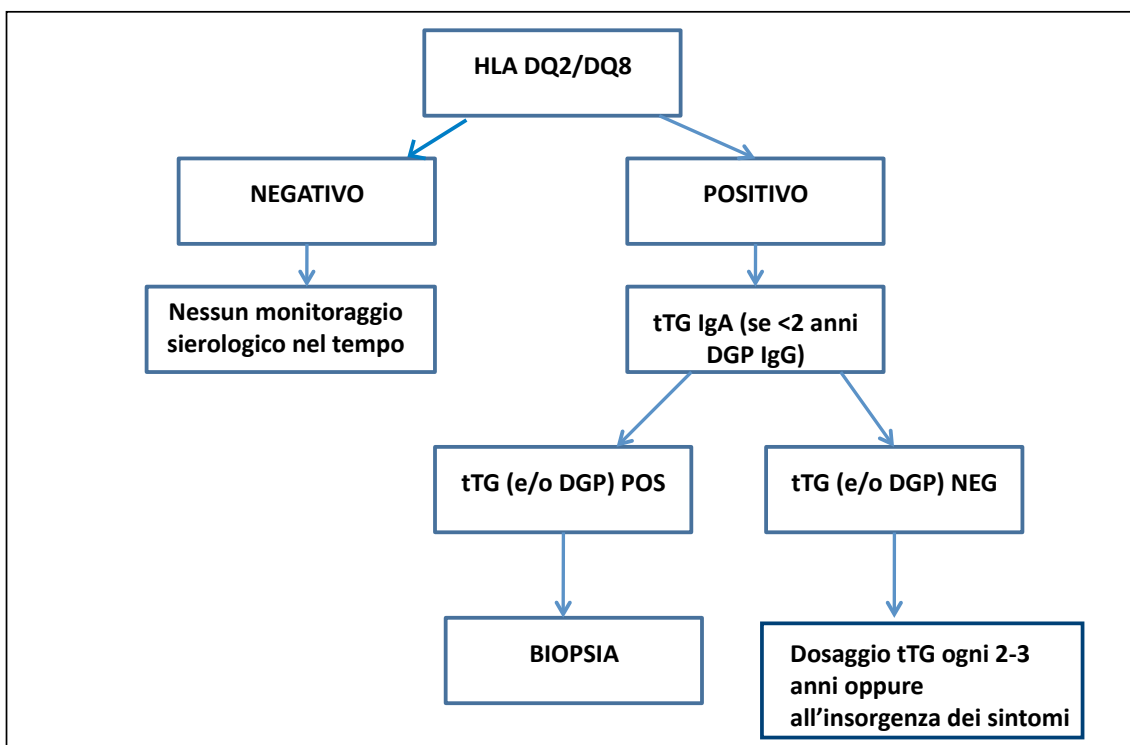 HLA DQ2/DQ8
NEGATIVO
POSITIVO
Nessun monitoraggio
sierologico nel tempo
tTG IgA (se <2 anni
DGP IgG)
tTG (e/o DGP) POS
tTG (e/o DGP) NEG
BIOPSIA
Dosaggio tTG ogni 2-3
anni oppure
all’insorgenza dei sintomi